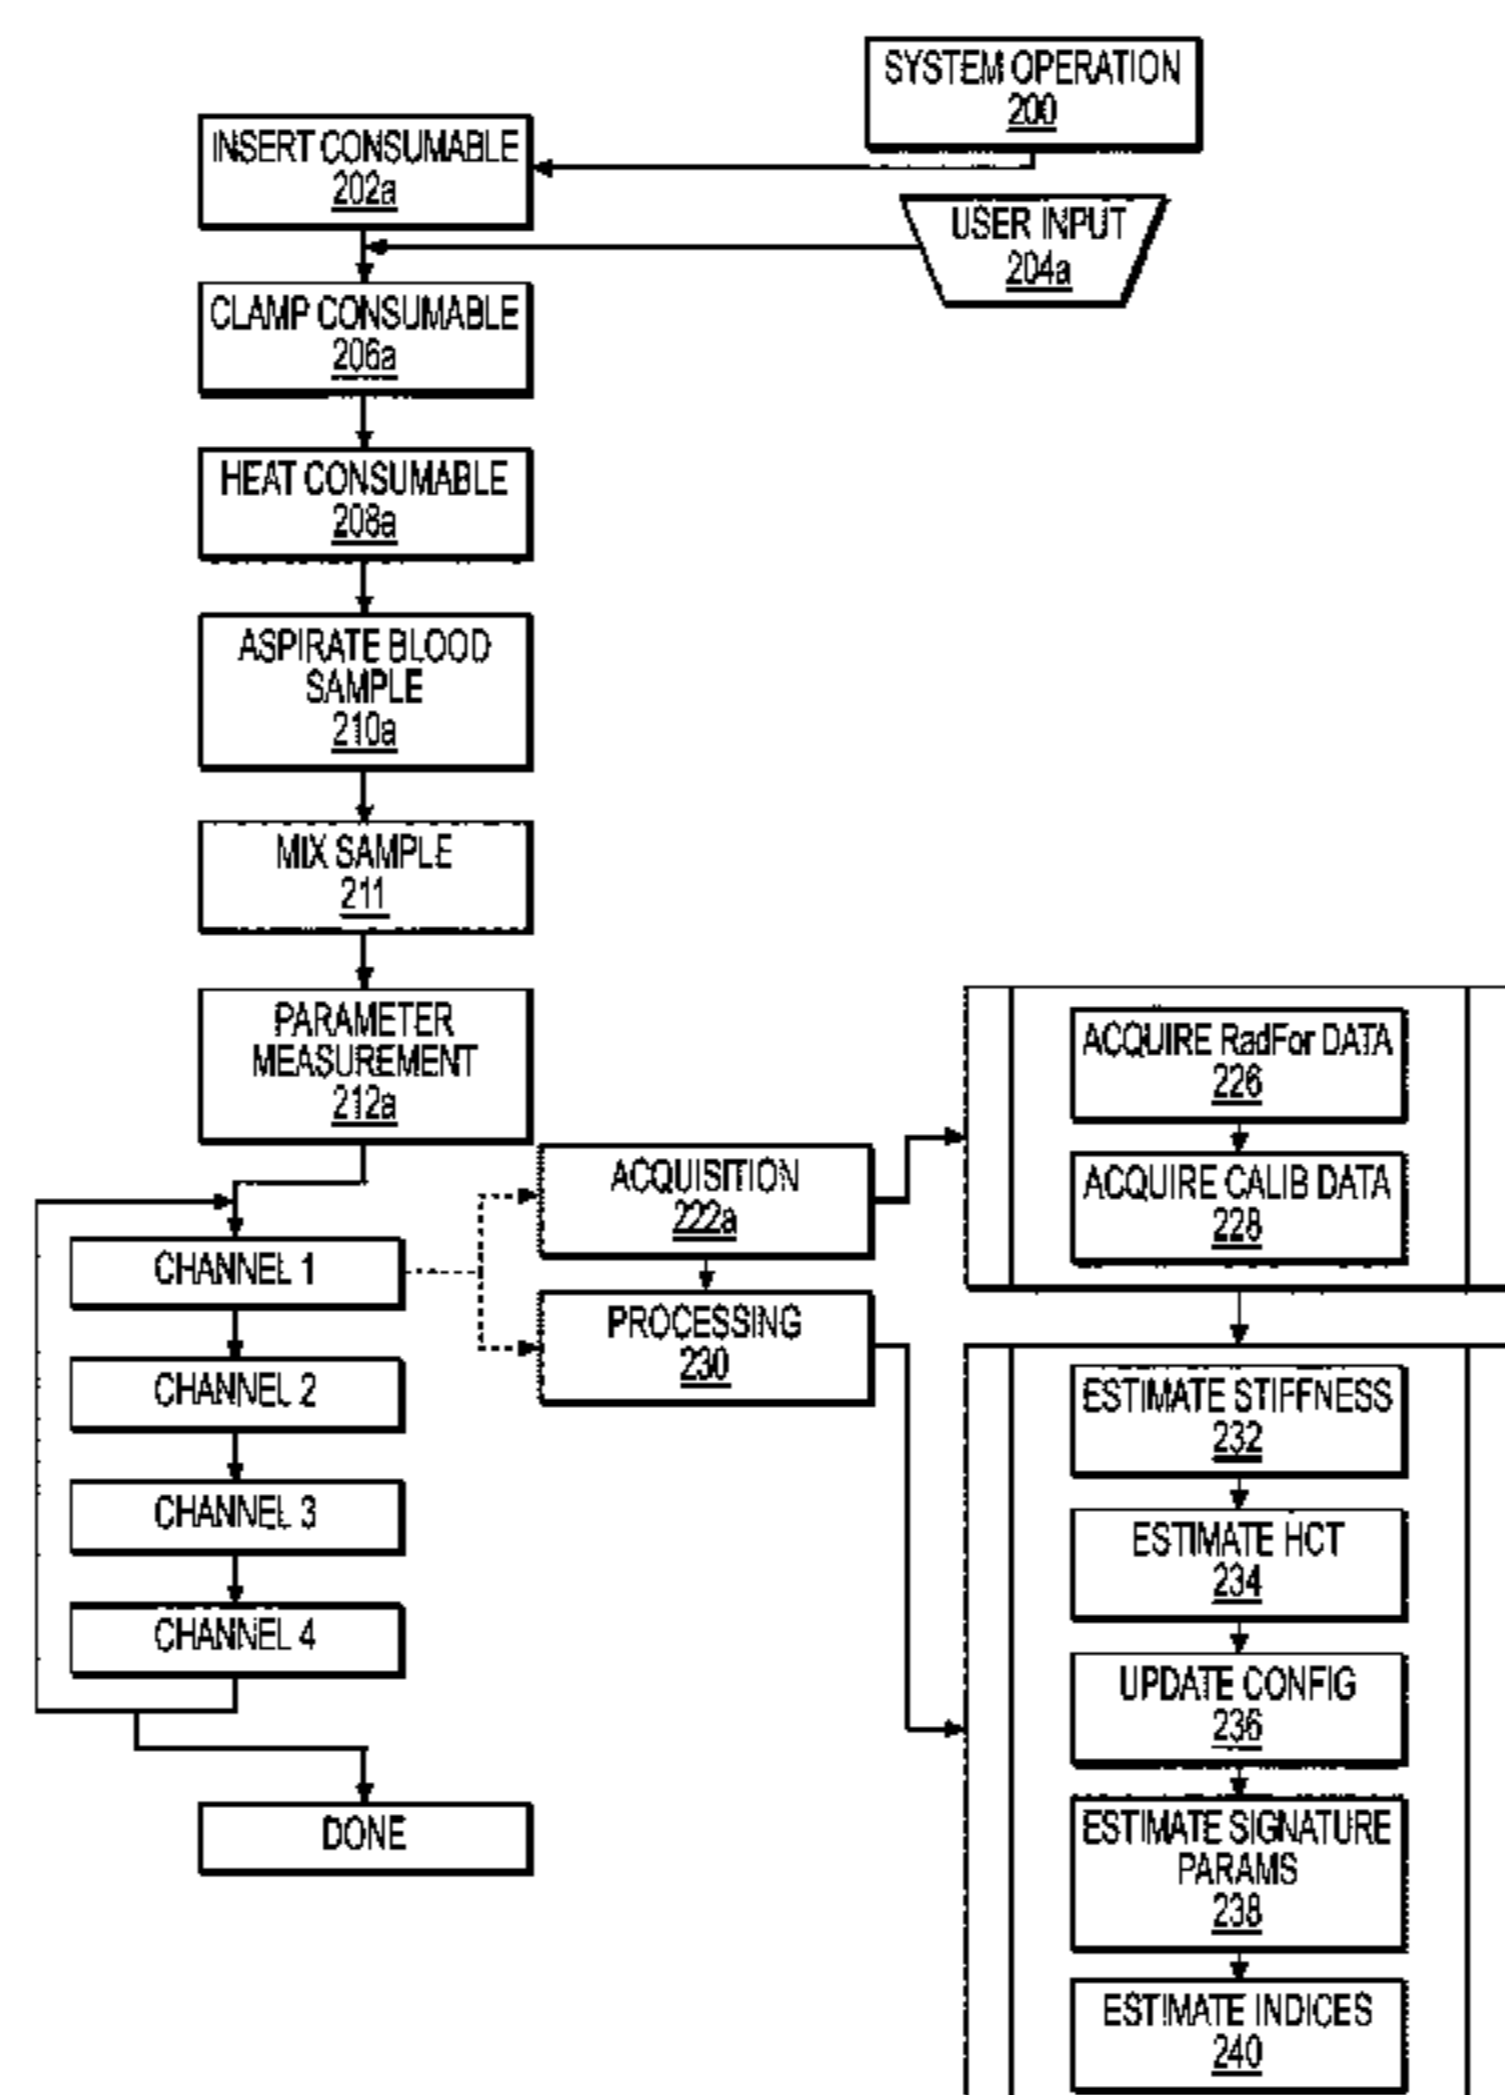 SYSTEM OPERATION
200
INSERT CONSUMABLE
202a
USER INPUT
204a
CLAMP CONSUMABLE
206a
HEAT CONSUMABLE
208a
ASPIRATE BLOOD
SAMPLE
210a
MIX SAMPLE
211
PARAMETER
MEASUREMENT
212a
CHANNEL 1
CHANNEL 2
CHANNEL 3
CHANNEL 4
DONE
ACQUISITION
222a
PROCESSING
230
ACQUIRE RadFor DATA
226
ACQUIRE CALIB DATA
228
ESTIMATE STIFFNESS
232
ESTIMATE HCT
234
UPDATE CONFIG
236
ESTIMATE SIGNATURE
PARAMS
238
ESTIMATE INDICES
240